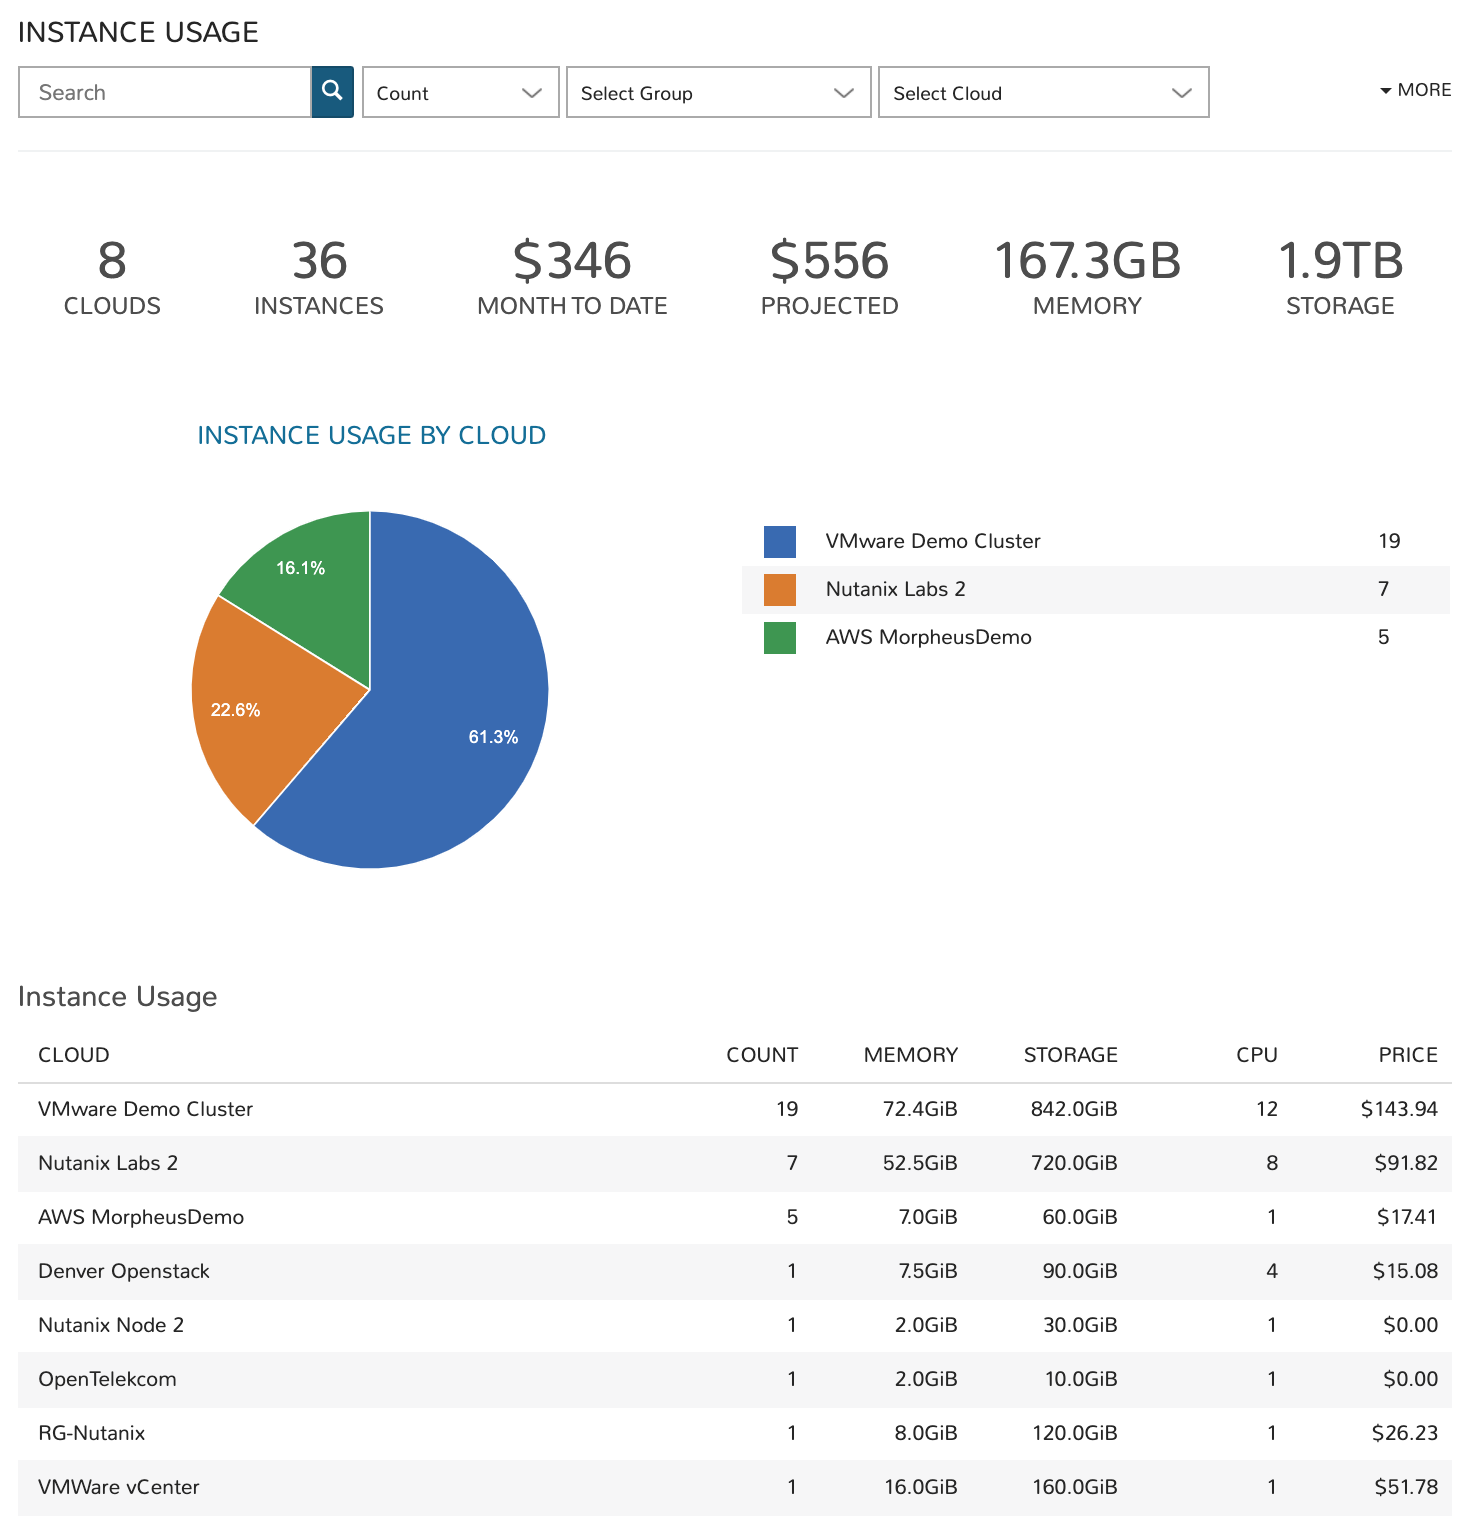 INSTANCE USAGE
Search Count Select Group Select Cloud MORE
8 36 $346 $556 167.3GB 1.9TB
CLOUDS INSTANCES MONTH TO DATE PROJECTED MEMORY STORAGE
INSTANCE USAGE BY CLOUD
16.1%
22.6%
61.3%
VMware Demo Cluster 19
Nutanix Labs 2 7
AWS MorpheusDemo 5
Instance Usage
CLOUD COUNT MEMORY STORAGE CPU PRICE
VMware Demo Cluster 19 72.4GiB 842.0GiB 12 $143.94
Nutanix Labs 2 7 52.5GiB 720.0GiB 8 $91.82
AWS MorpheusDemo 5 7.0GiB 60.0GiB 1 $17.41
Denver Openstack 1 7.5GiB 90.0GiB 4 $15.08
Nutanix Node 2 1 2.0GiB 30.0GiB 1 $0.00
OpenTelekcom 1 2.0GiB 10.0GiB 1 $0.00
RG-Nutanix 1 8.0GiB 120.0GiB 1 $26.23
VMWare vCenter 1 16.0GiB 160.0GiB 1 $51.78